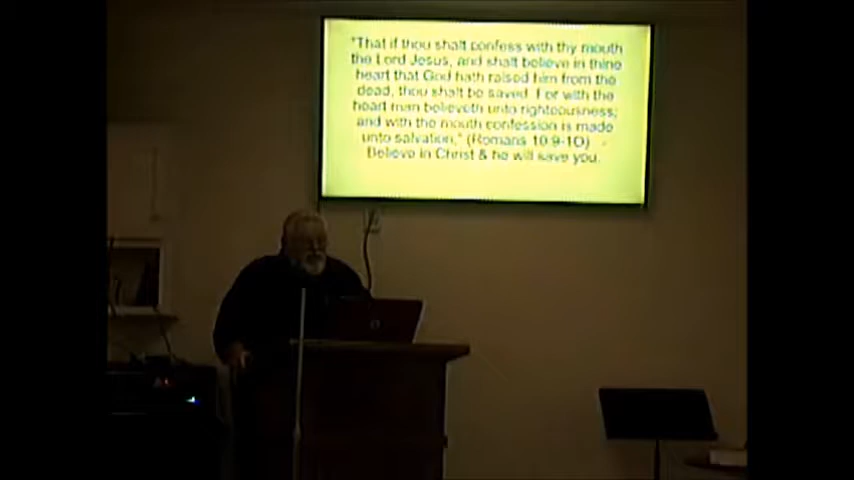 "That if thou shalt confess with thy mouth
the Lord Jesus, and shalt believe in thine
heart that God hath raised him from the
dead, thou shalt be saved. For with the
heart man believeth unto righteousness;
and with the mouth confession is made
unto salvation," (Romans 10:9-10)
Believe in Christ & he will save you.